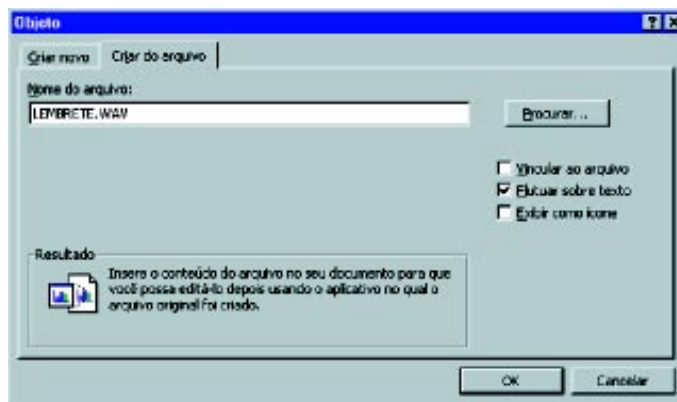 Objeto
Criar novo
Criar do arquivo
Nome do arquivo:
LEMBRETE.WAV
Procurar...
Vincular ao arquivo
Flutuar sobre texto
Exibir como ícone
Resultado
Insere o conteúdo do arquivo no seu documento para que
você possa editá-lo depois usando o aplicativo no qual o
arquivo original foi criado.
OK
Cancelar